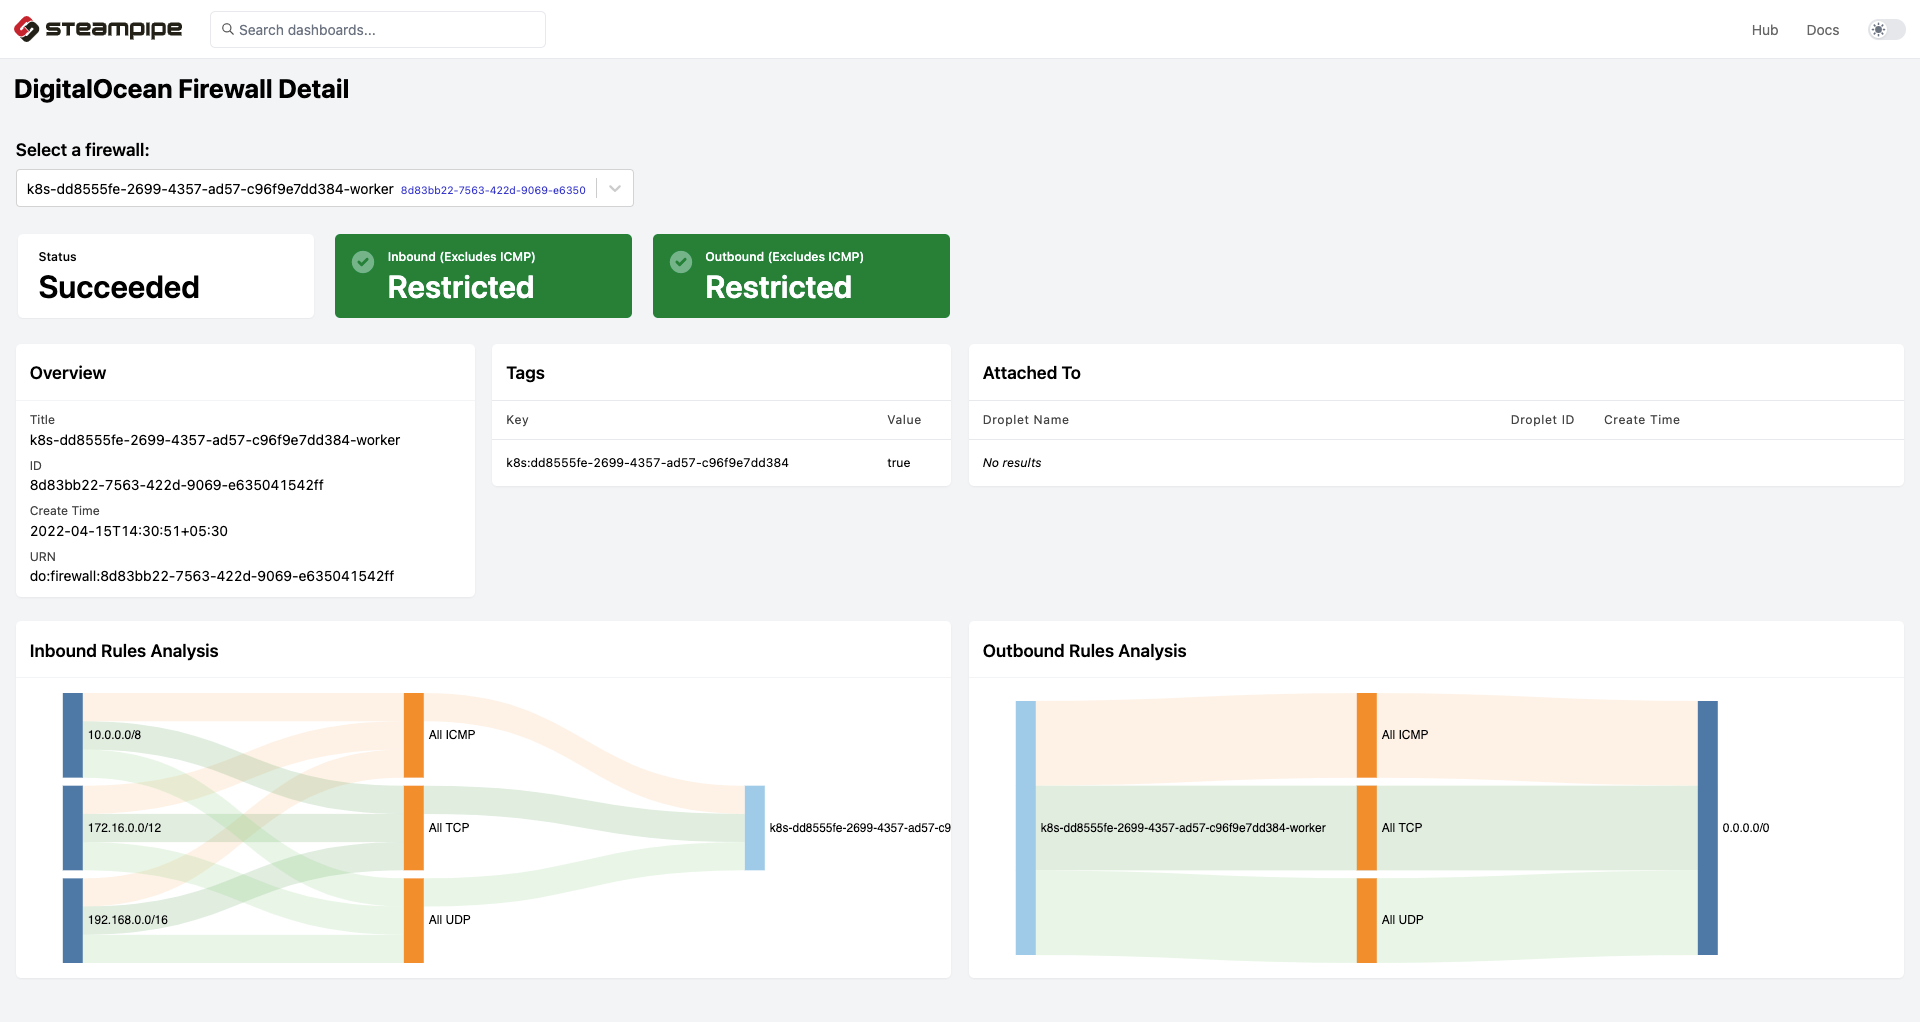 STEAMPIPE
Search dashboards...
Hub
Docs
DigitalOcean Firewall Detail
Select a firewall:
k8s-dd8555fe-2699-4357-ad57-c96f9e7dd384-worker 8d83bb22-7563-422d-9069-e6350
Status
Succeeded
Inbound (Excludes ICMP)
Restricted
Outbound (Excludes ICMP)
Restricted
Overview
Title
k8s-dd8555fe-2699-4357-ad57-c96f9e7dd384-worker
ID
8d83bb22-7563-422d-9069-e635041542ff
Create Time
2022-04-15T14:30:51+05:30
URN
do:firewall:8d83bb22-7563-422d-9069-e635041542ff
Tags
Key Value
k8s:dd8555fe-2699-4357-ad57-c96f9e7dd384 true
Attached To
Droplet Name Droplet ID Create Time
No results
Inbound Rules Analysis
10.0.0.0/8
172.16.0.0/12
192.168.0.0/16
All ICMP
All TCP
All UDP
k8s-dd8555fe-2699-4357-ad57-c9
Outbound Rules Analysis
k8s-dd8555fe-2699-4357-ad57-c96f9e7dd384-worker
All ICMP
All TCP
All UDP
0.0.0.0/0